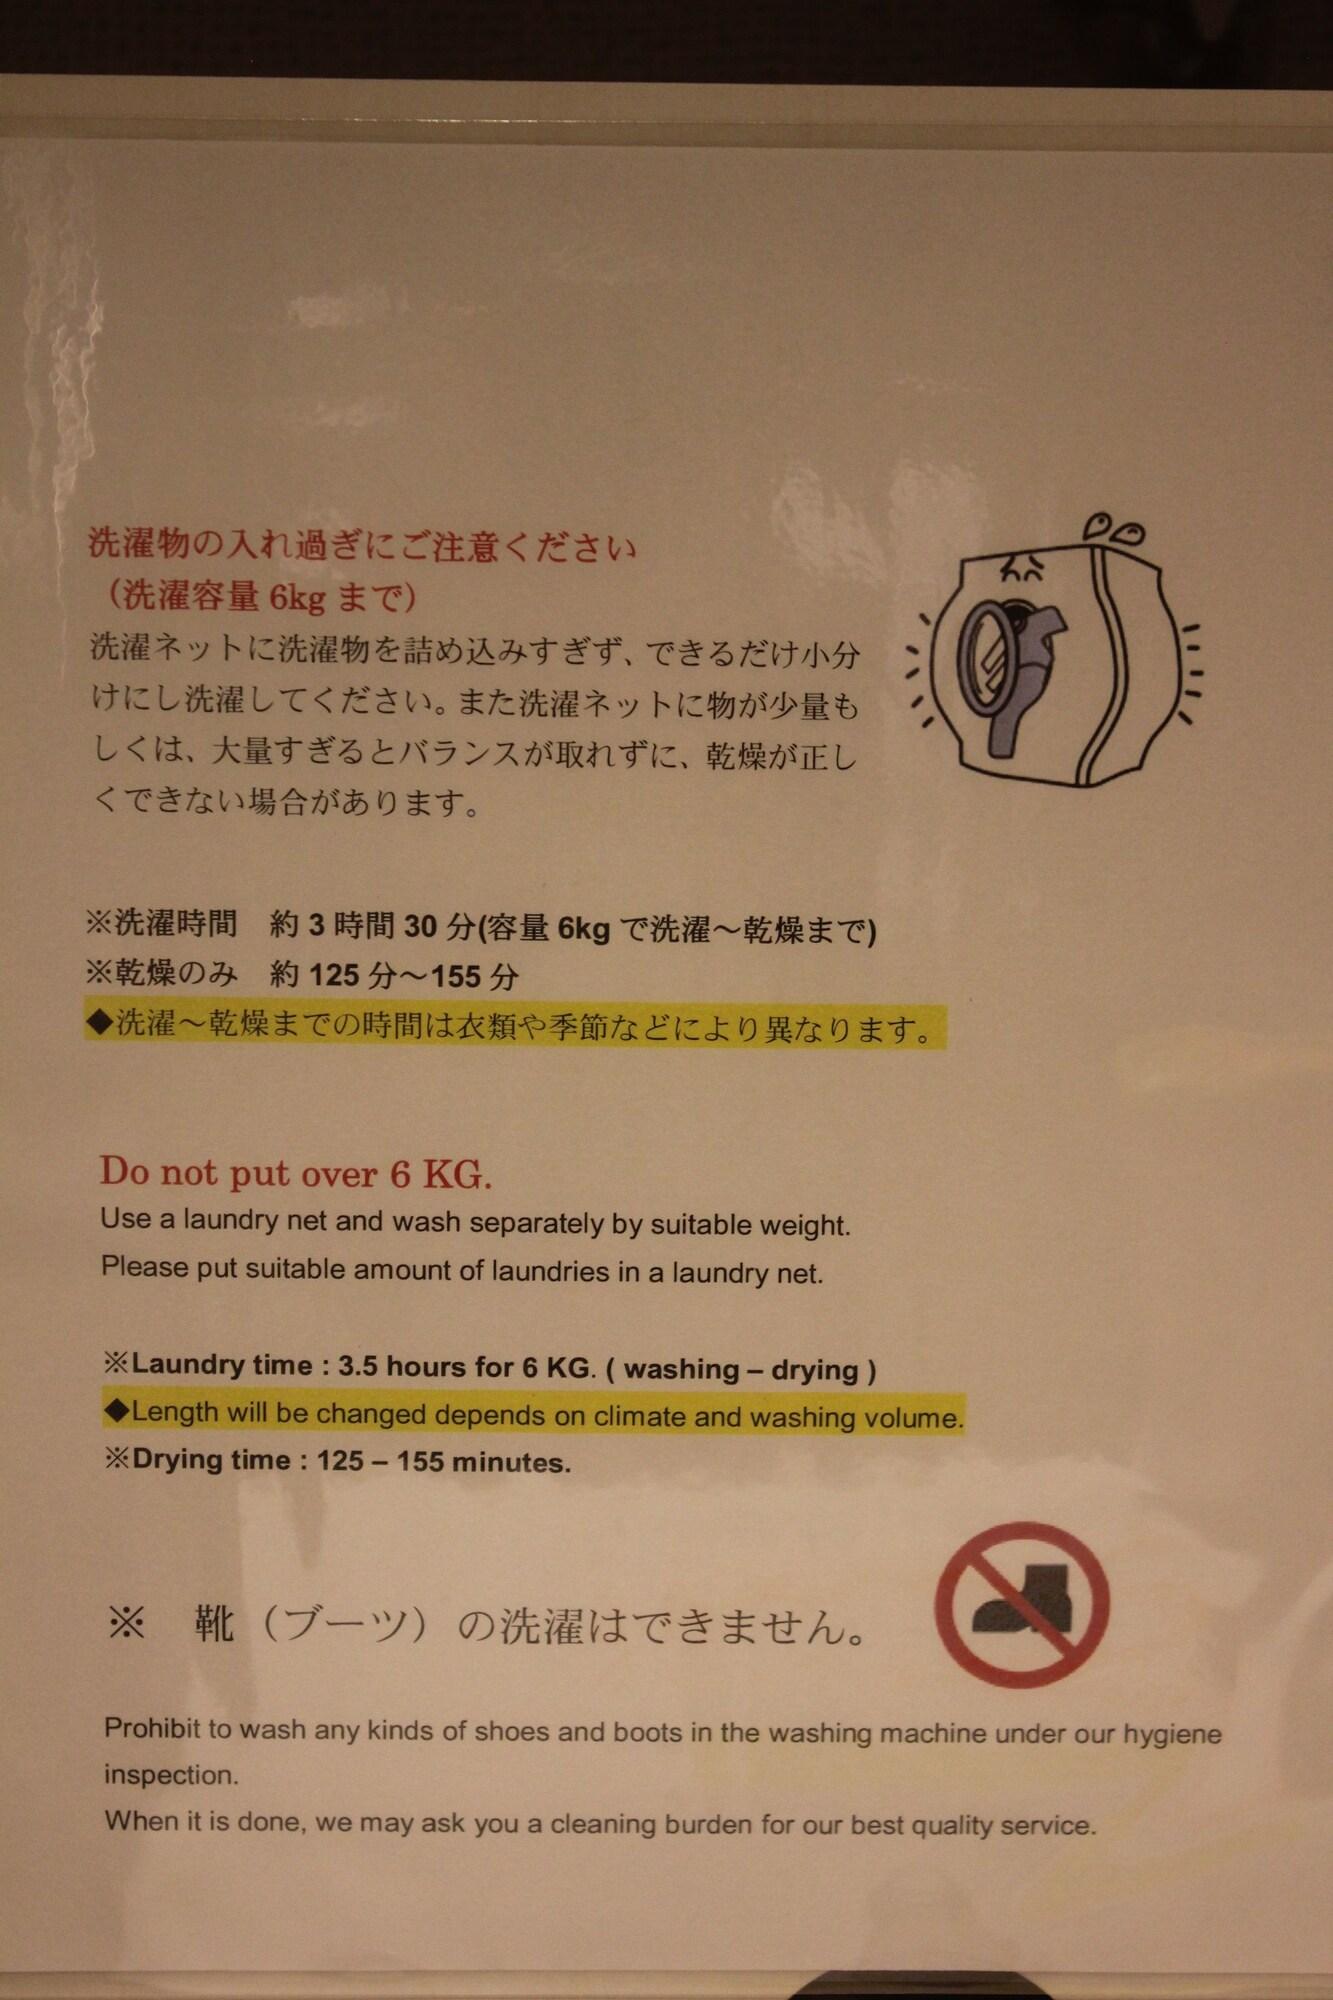 洗濯物の入れ過ぎにご注意ください
（洗濯容量 6kg まで）
洗濯ネットに洗濯物を詰め込みすぎず、できるだけ小分
けにし洗濯してください。また洗濯ネットに物が少量も
しくは、大量すぎるとバランスが取れずに、乾燥が正し
くできない場合があります。
※洗濯時間　約 3 時間 30 分(容量 6kg で洗濯～乾燥まで)
※乾燥のみ　約 125 分～155 分
◆洗濯～乾燥までの時間は衣類や季節などにより異なります。
Do not put over 6 KG.
Use a laundry net and wash separately by suitable weight.
Please put suitable amount of laundries in a laundry net.
※Laundry time : 3.5 hours for 6 KG. ( washing – drying )
◆Length will be changed depends on climate and washing volume.
※Drying time : 125 – 155 minutes.
※　靴（ブーツ）の洗濯はできません。
Prohibit to wash any kinds of shoes and boots in the washing machine under our hygiene
inspection.
When it is done, we may ask you a cleaning burden for our best quality service.